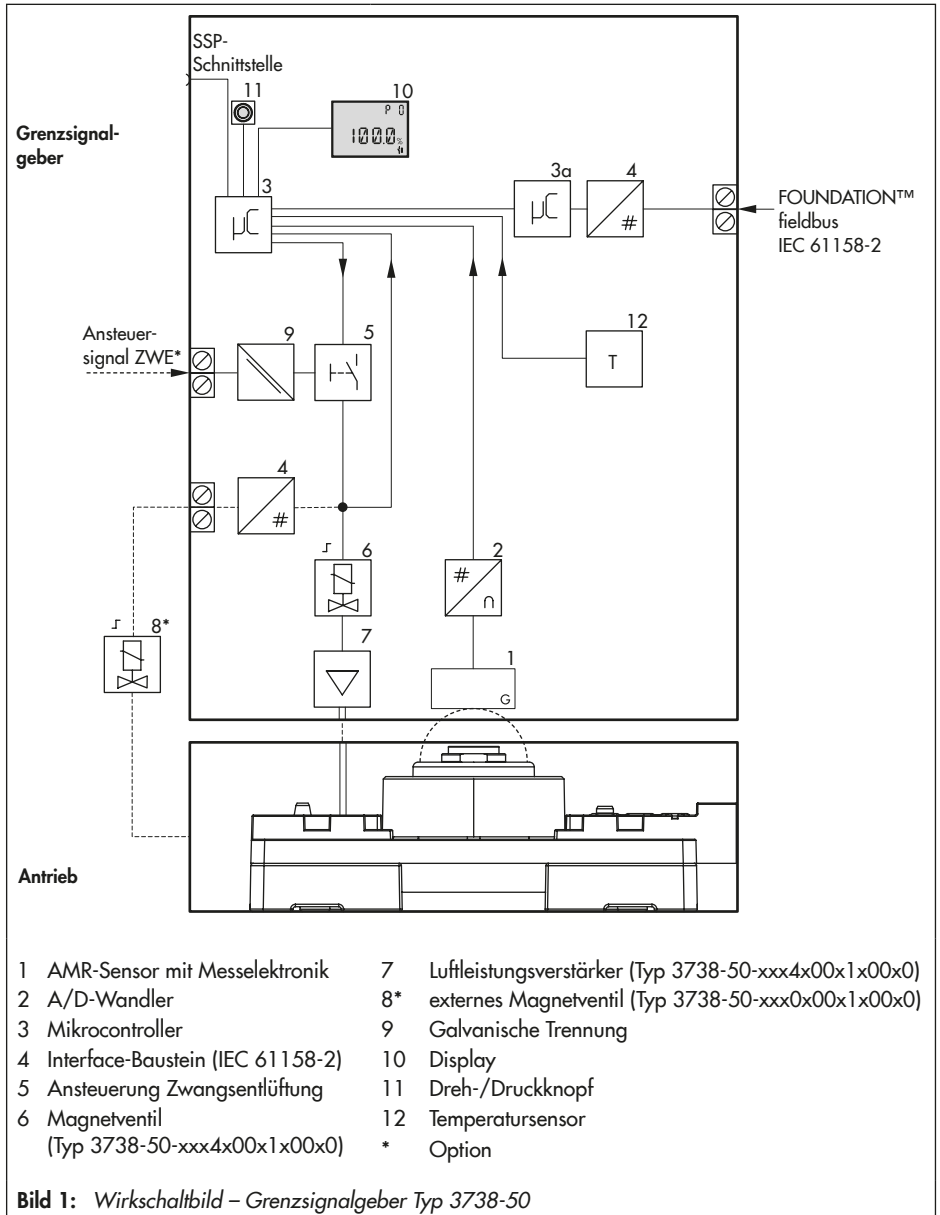 SSP-
Schnittstelle
11
10
P 0
100.0%
Grenzsignal-
geber
3
µC
3a
µC
4
#
FOUNDATION™
fieldbus
IEC 61158-2
Ansteuer-
signal ZWE*
9
5
12
T
4
#
6
2
#
∩
8*
7
1
G
Antrieb
1 AMR-Sensor mit Messelektronik
2 A/D-Wandler
3 Mikrocontroller
4 Interface-Baustein (IEC 61158-2)
5 Ansteuerung Zwangsentlüftung
6 Magnetventil
(Typ 3738-50-xxx4x00x1x00x0)
7 Luftleistungsverstärker (Typ 3738-50-xxx4x00x1x00x0)
8* externes Magnetventil (Typ 3738-50-xxx0x00x1x00x0)
9 Galvanische Trennung
10 Display
11 Dreh-/Druckknopf
12 Temperatursensor
* Option
Bild 1: Wirkschaltbild – Grenzsignalgeber Typ 3738-50